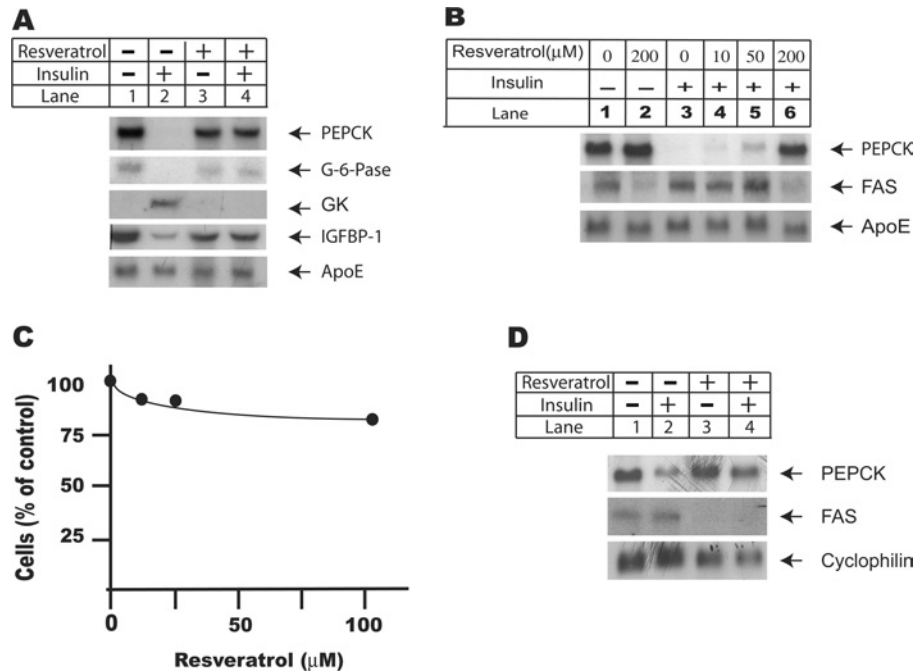 A
Resveratrol − − + +
Insulin − + − +
Lane 1 2 3 4
PEPCK
G-6-Pase
GK
IGFBP-1
ApoE
B
Resveratrol(μM) 0 200 0 10 50 200
Insulin − − + + + +
Lane 1 2 3 4 5 6
PEPCK
FAS
ApoE
C
Cells (% of control)
100
75
50
25
0 50 100
Resveratrol (μM)
D
Resveratrol − − + +
Insulin − + − +
Lane 1 2 3 4
PEPCK
FAS
Cyclophilin